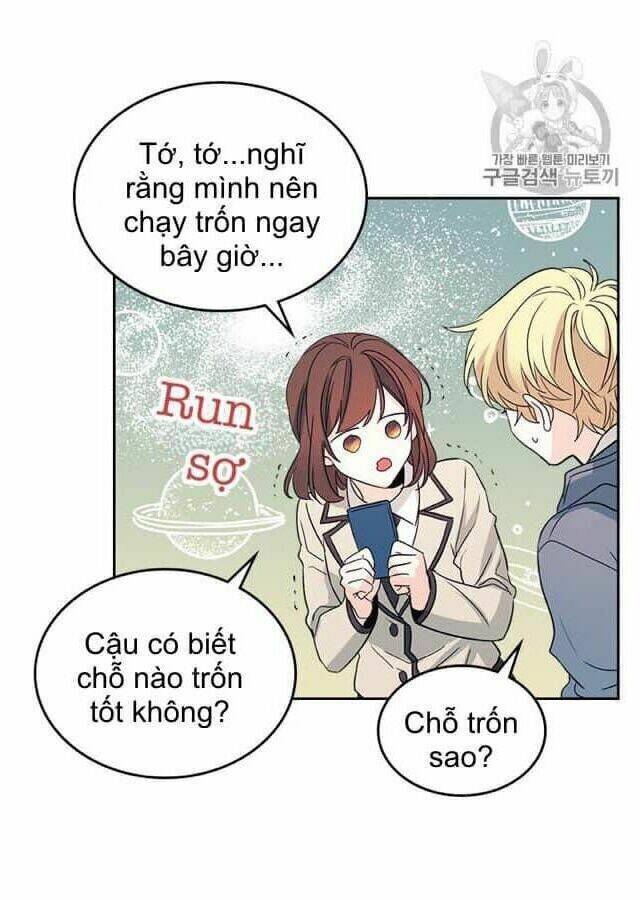 가장 빠른 웹툰 미리보기
구글검색 뉴토끼
Tớ, tớ...nghĩ
rằng mình nên
chạy trốn ngay
bây giờ...
Run
sợ
Cậu có biết
chỗ nào trốn
tốt không?
Chỗ trốn
sao?